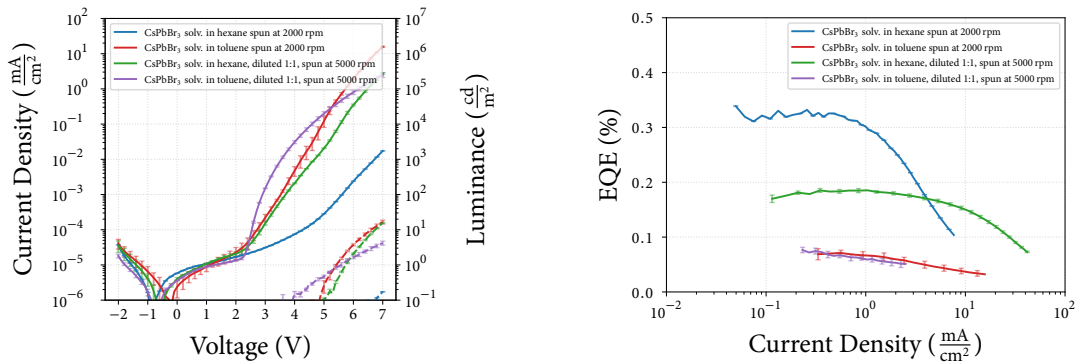 CsPbBr₃ solv. in hexane spun at 2000 rpm
CsPbBr₃ solv. in toluene spun at 2000 rpm
CsPbBr₃ solv. in hexane, diluted 1:1, spun at 5000 rpm
CsPbBr₃ solv. in toluene, diluted 1:1, spun at 5000 rpm
Current Density (mA/cm²)
10² 10¹ 10⁰ 10⁻¹ 10⁻² 10⁻³ 10⁻⁴ 10⁻⁵ 10⁻⁶
−2 −1 0 1 2 3 4 5 6 7
Voltage (V)
10⁷ 10⁶ 10⁵ 10⁴ 10³ 10² 10¹ 10⁰ 10⁻¹
Luminance (cd/m²)
CsPbBr₃ solv. in hexane spun at 2000 rpm
CsPbBr₃ solv. in toluene spun at 2000 rpm
CsPbBr₃ solv. in hexane, diluted 1:1, spun at 5000 rpm
CsPbBr₃ solv. in toluene, diluted 1:1, spun at 5000 rpm
EQE (%)
0.5 0.4 0.3 0.2 0.1 0.0
10⁻² 10⁻¹ 10⁰ 10¹ 10²
Current Density (mA/cm²)